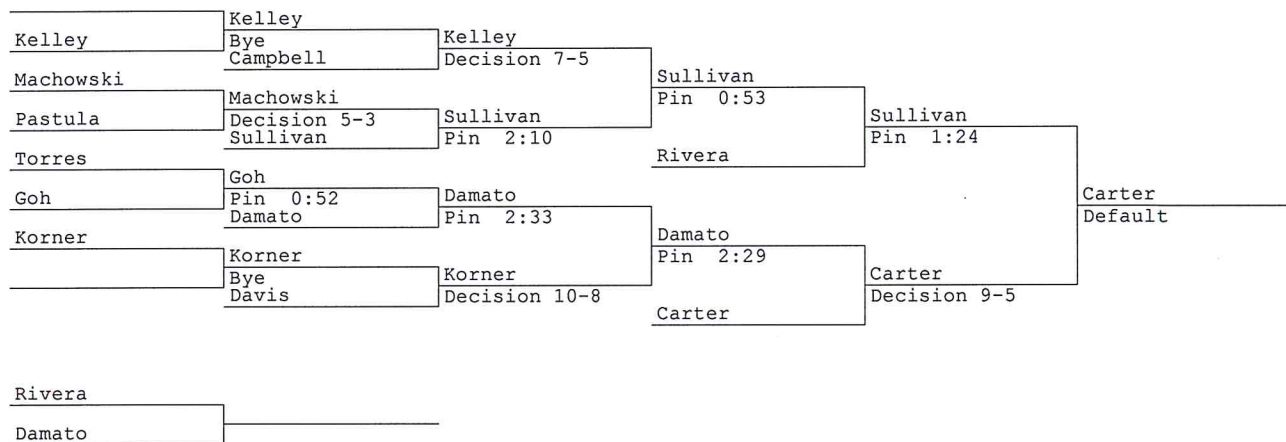 Kelley
Kelley
Bye
Campbell
Kelley
Decision 7-5
Machowski
Pastula
Machowski
Decision 5-3
Sullivan
Sullivan
Pin 2:10
Sullivan
Pin 0:53
Rivera
Sullivan
Pin 1:24
Torres
Goh
Goh
Pin 0:52
Damato
Damato
Pin 2:33
Korner
Korner
Bye
Davis
Korner
Decision 10-8
Damato
Pin 2:29
Carter
Carter
Decision 9-5
Carter
Default
Rivera
Damato